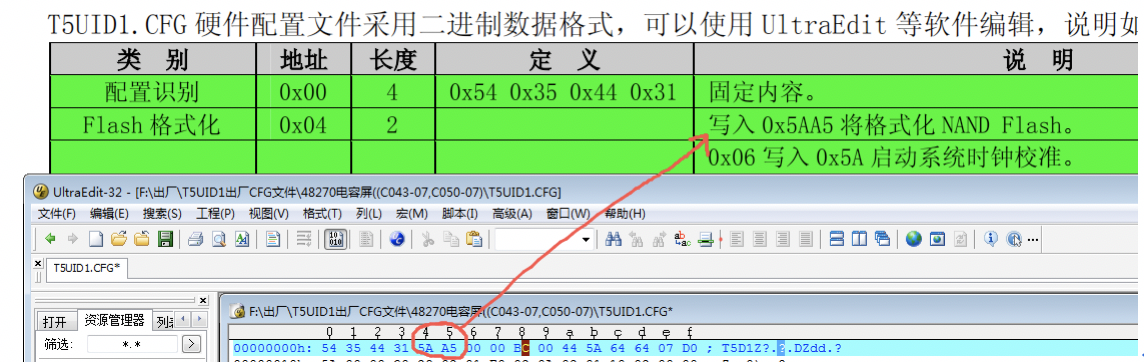 T5UID1.CFG 硬件配置文件采用二进制数据格式，可以使用 UltraEdit 等软件编辑，说明如
类 别 地址 长度 定 义 说 明
配置识别 0x00 4 0x54 0x35 0x44 0x31 固定内容。
Flash 格式化 0x04 2 写入 0x5AA5 将格式化 NAND Flash。
0x06 写入 0x5A 启动系统时钟校准。
UltraEdit-32 - [F:\出厂\T5UID1出厂CFG文件\48270电容屏((C043-07,C050-07)\T5UID1.CFG]
文件(F) 编辑(E) 搜索(S) 工程(P) 视图(V) 格式(T) 列(L) 宏(M) 脚本(I) 高级(A) 窗口(W) 帮助(H)
T5UID1.CFG*
打开 资源管理器 列
F:\出厂\T5UID1出厂CFG文件\48270电容屏((C043-07,C050-07)\T5UID1.CFG*
筛选: *.* >
0 1 2 3 4 5 6 7 8 9 a b c d e f
00000000h: 54 35 44 31 5A A5 00 00 BC 00 44 5A 64 64 07 D0 ; T5D1Z?.?.DZdd.?